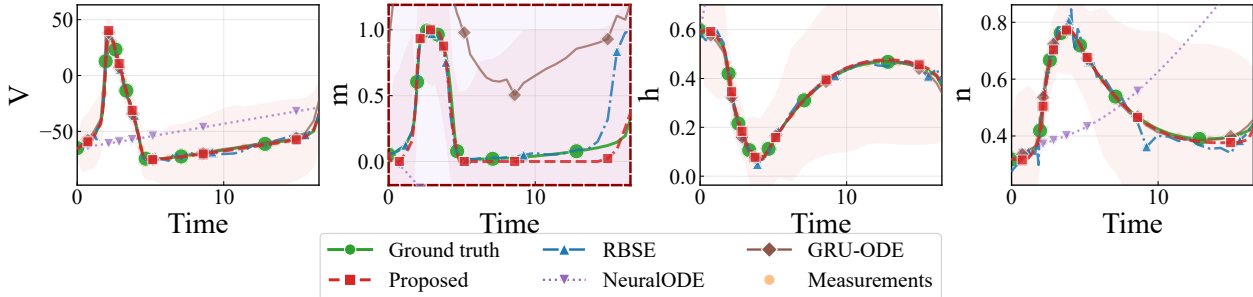 50
0
−50
V
10
Time
1.0
0.5
0.0
m
0
10
Time
0.6
0.4
0.2
0.0
h
0
10
Time
0.8
0.6
0.4
n
0
10
Time
Ground truth
RBSE
GRU-ODE
Proposed
NeuralODE
Measurements